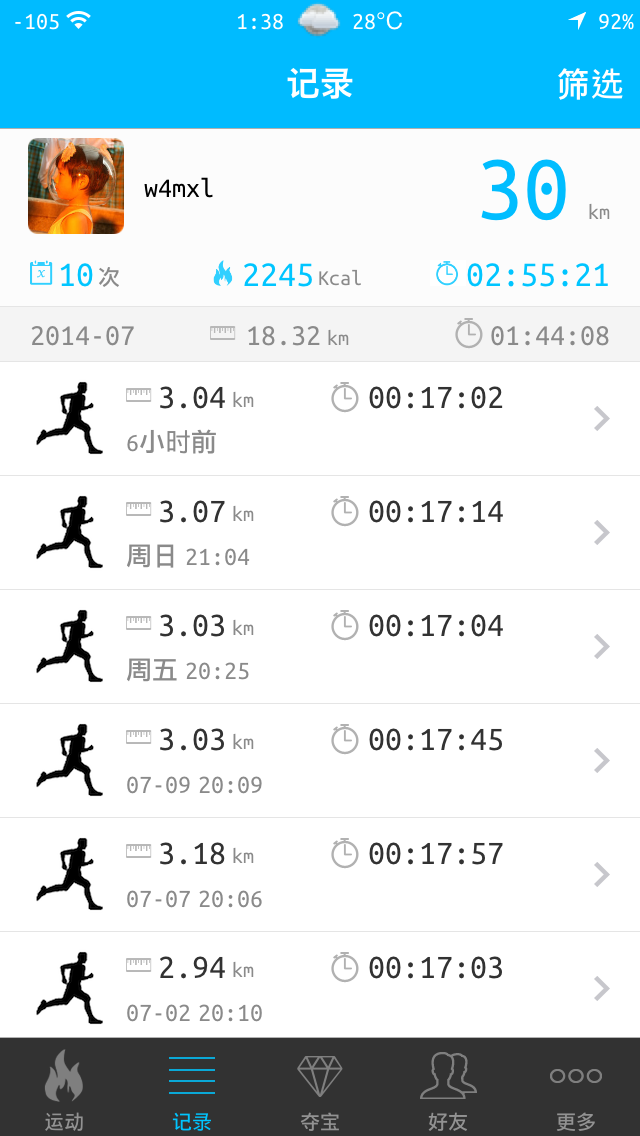 -105 1:38 28°C 92%
记录 筛选
w4mxl 30 km
10次 2245Kcal 02:55:21
2014-07 18.32 km 01:44:08
3.04 km 00:17:02
6小时前
3.07 km 00:17:14
周日 21:04
3.03 km 00:17:04
周五 20:25
3.03 km 00:17:45
07-09 20:09
3.18 km 00:17:57
07-07 20:06
2.94 km 00:17:03
07-02 20:10
运动 记录 夺宝 好友 更多